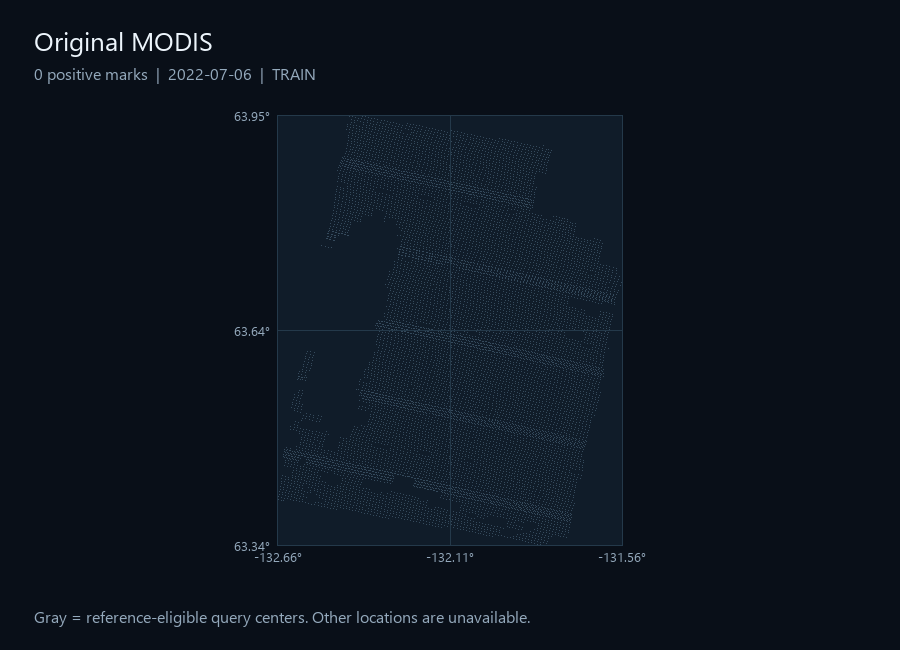 Original MODIS
0 positive marks | 2022-07-06 | TRAIN
63.95°
63.64°
63.34°
-132.66° -132.11° -131.56°
Gray = reference-eligible query centers. Other locations are unavailable.